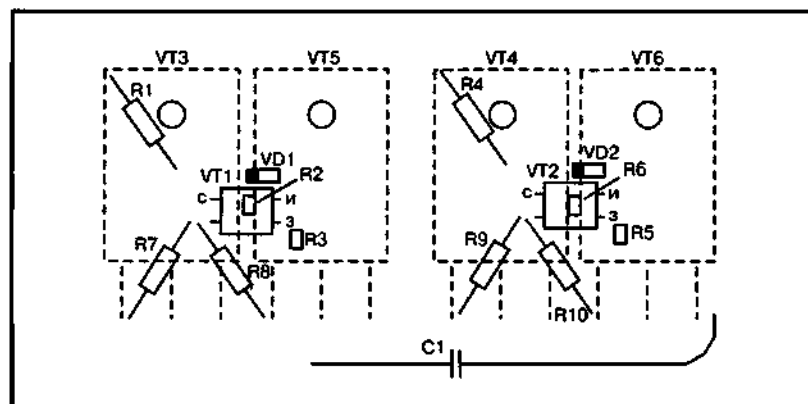 VT3 VT5 VT4 VT6
R1 R4
VT1 VD1 R2 VT2 VD2 R6
С И С И
З З
R7 R8 R3 R9 R10 R5
C1